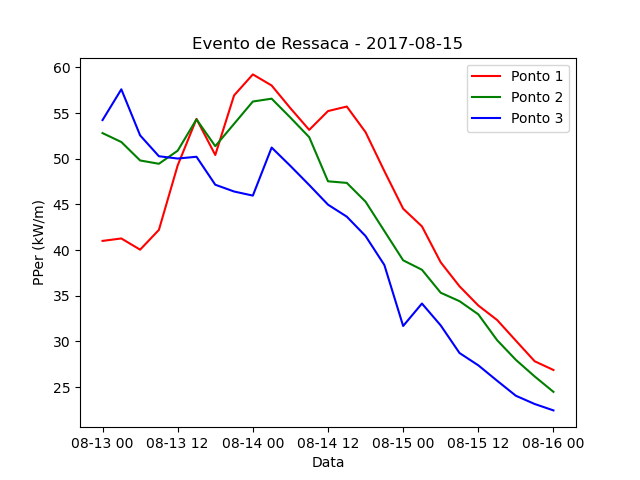 Evento de Ressaca - 2017-08-15
Ponto 1
Ponto 2
Ponto 3
PPer (kW/m)
60
55
50
45
40
35
30
25
08-13 00
08-13 12
08-14 00
08-14 12
08-15 00
08-15 12
08-16 00
Data